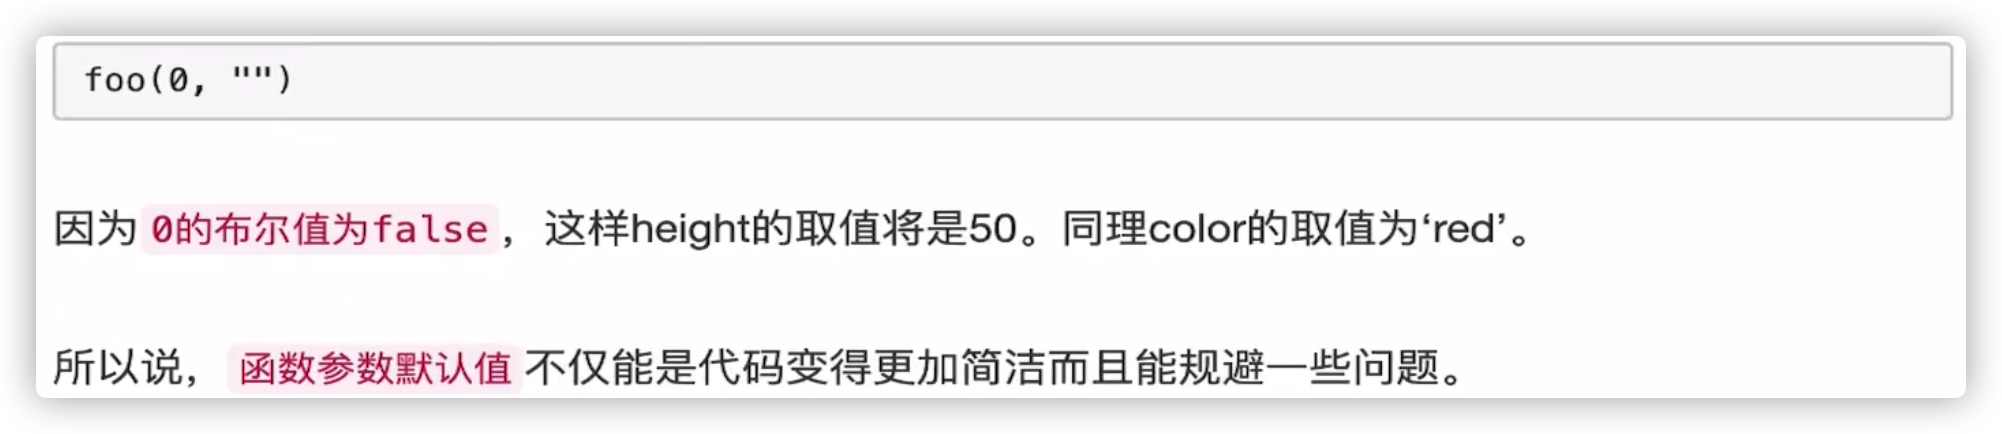 foo(0, "")
因为 0的布尔值为false ，这样height的取值将是50。同理color的取值为‘red’。
所以说， 函数参数默认值 不仅能是代码变得更加简洁而且能规避一些问题。